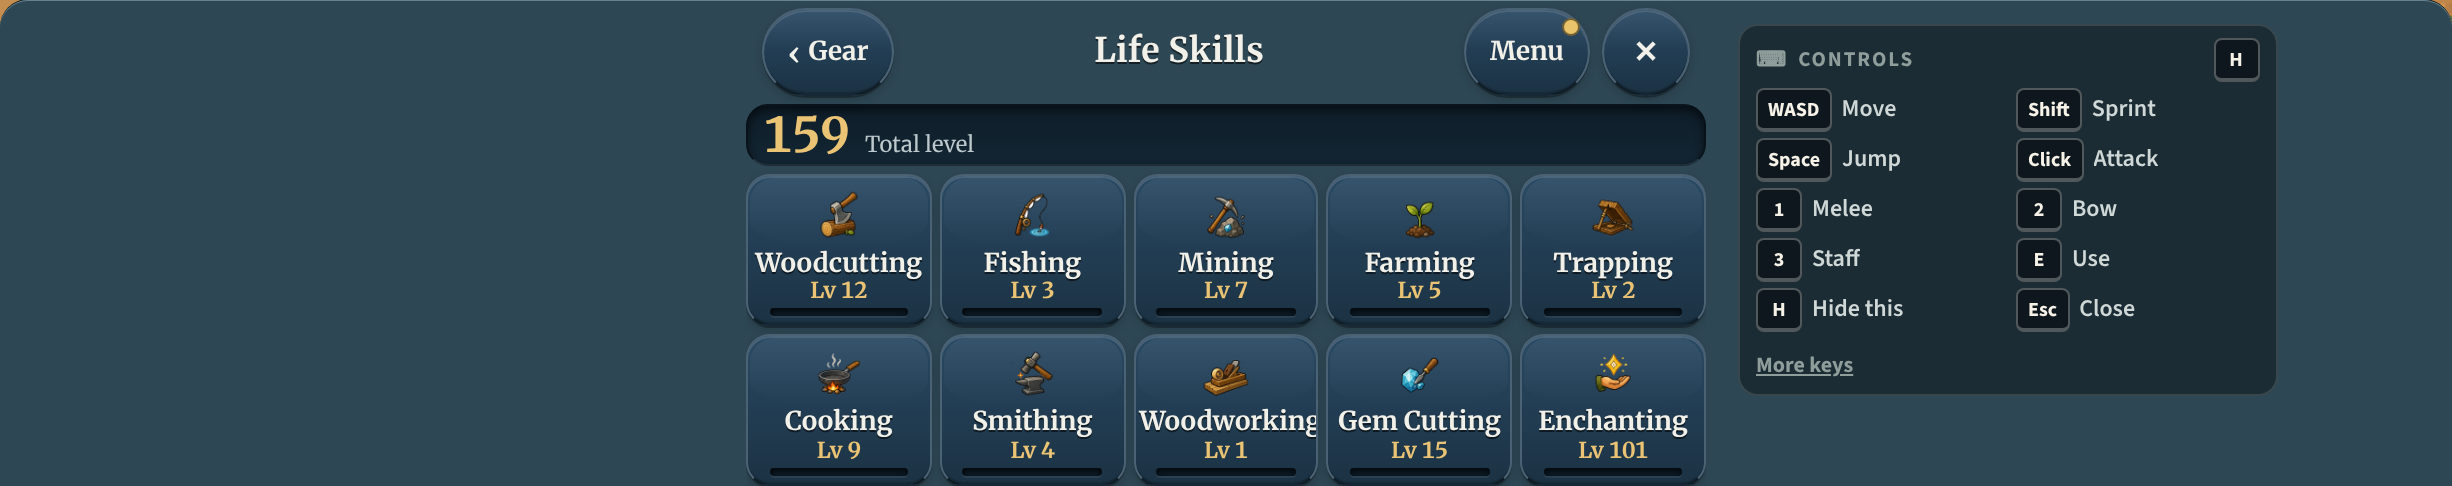 ‹ Gear
Life Skills
Menu
×
159 Total level
Woodcutting
Lv 12
Fishing
Lv 3
Mining
Lv 7
Farming
Lv 5
Trapping
Lv 2
Cooking
Lv 9
Smithing
Lv 4
Woodworking
Lv 1
Gem Cutting
Lv 15
Enchanting
Lv 101
CONTROLS
H
WASD Move
Shift Sprint
Space Jump
Click Attack
1 Melee
2 Bow
3 Staff
E Use
H Hide this
Esc Close
More keys